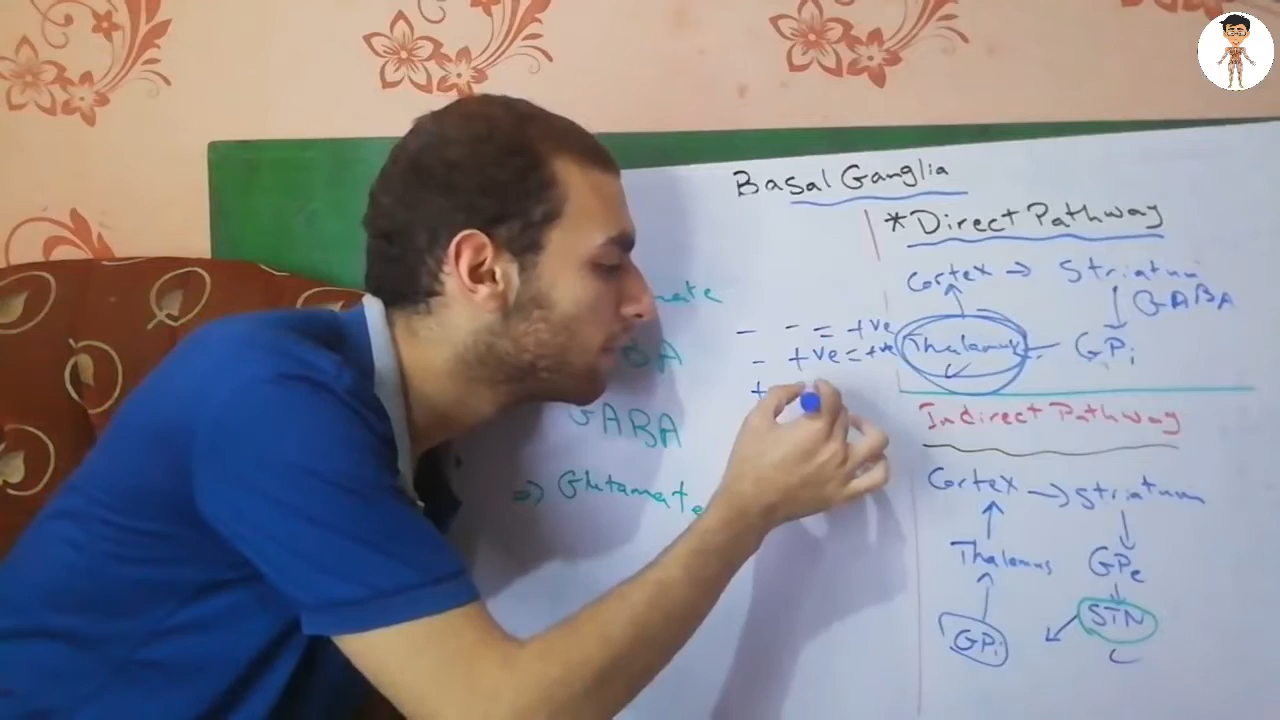 Basal Ganglia
*Direct Pathway
Cortex → Striatum
↓ GABA
Thalamus GPi
- - = +ve
- +ve = +ve
+
GABA
⇒ Glutamate
Indirect Pathway
Cortex → Striatum
Thalamus GPe
STN
GPi